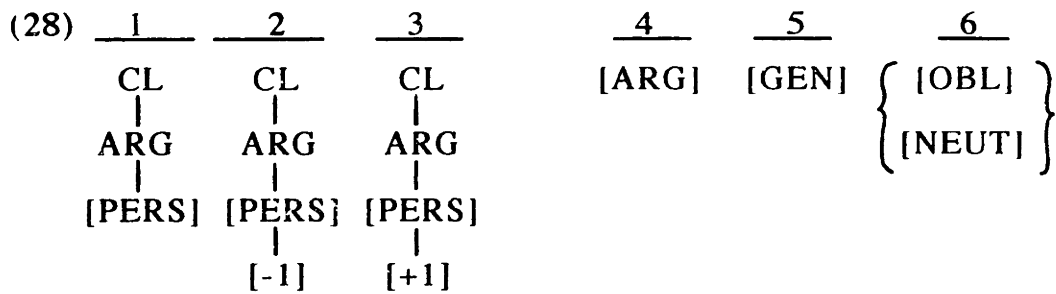 (28) 1 2 3 4 5 6
CL CL CL [ARG] [GEN] [OBL]
ARG ARG ARG [NEUT]
[PERS] [PERS] [PERS]
[-1] [+1]